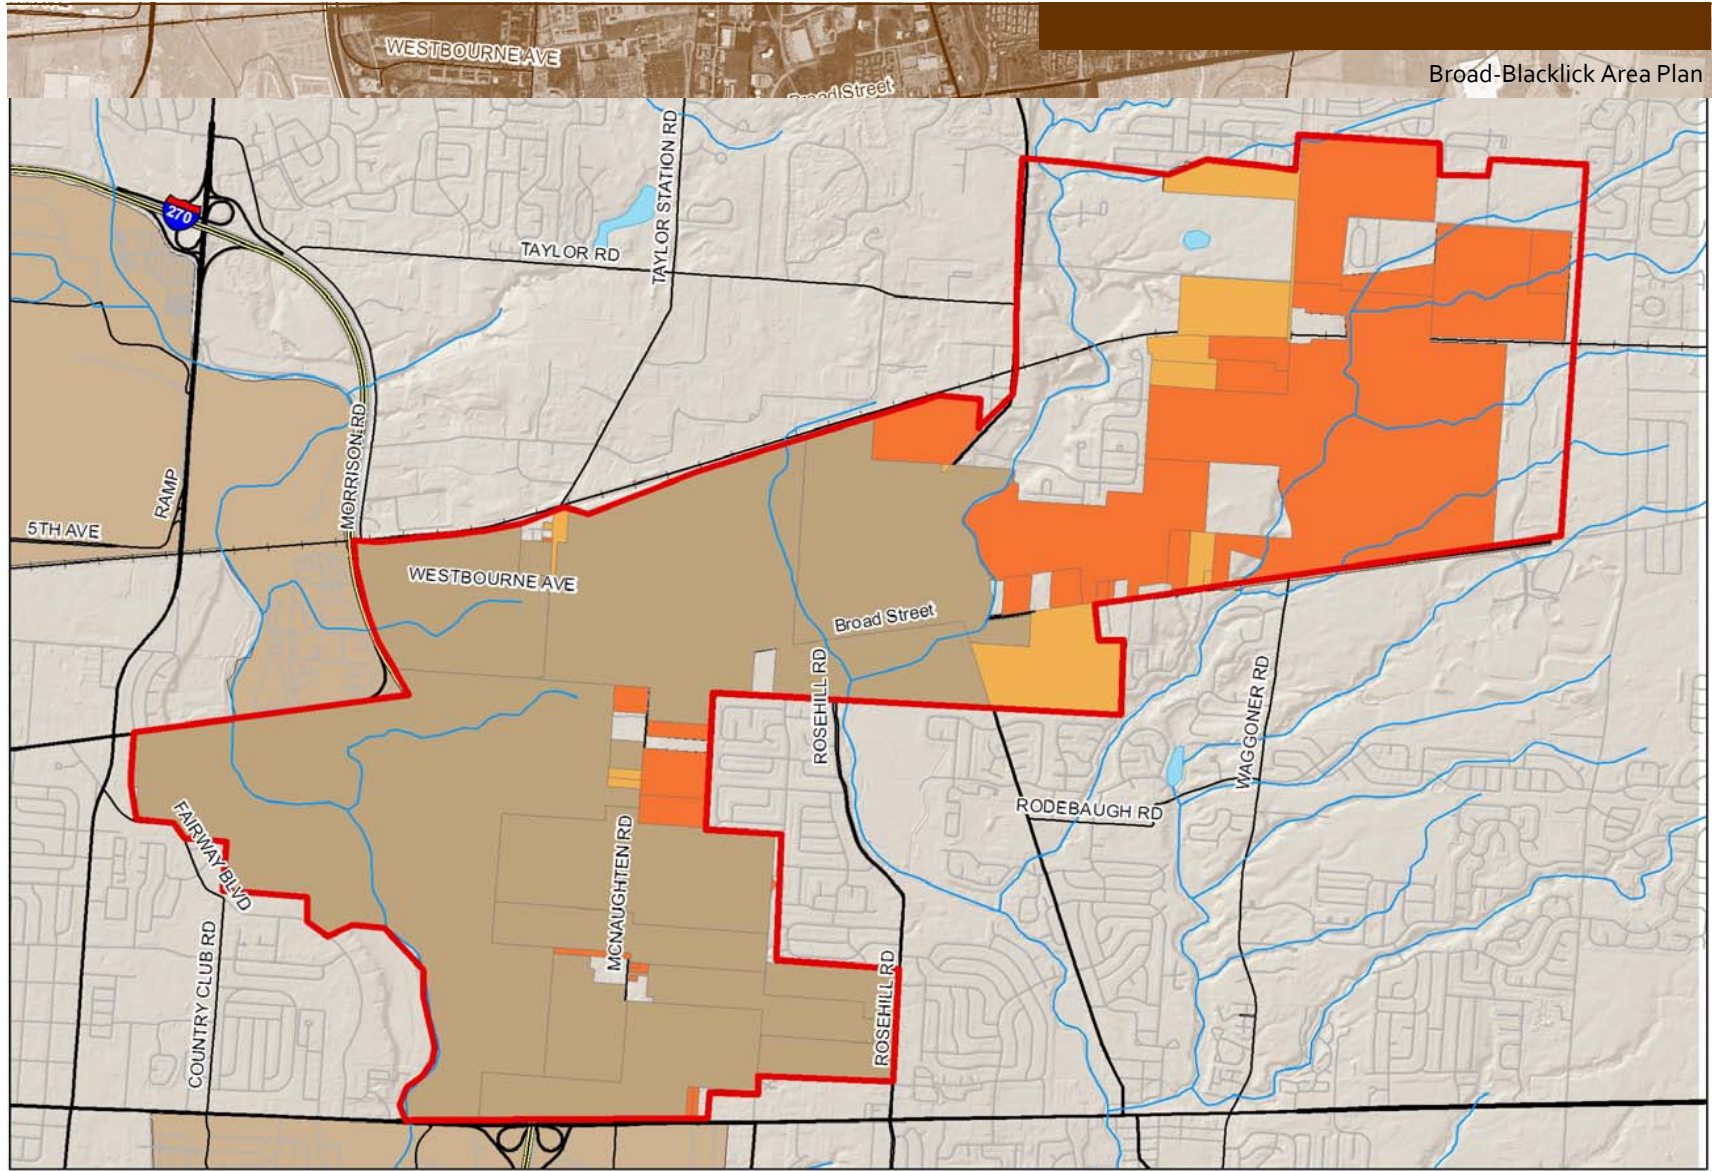 WESTBOURNE AVE
Broad Street
Broad-Blacklick Area Plan
TAYLOR STATION RD
270
TAYLOR RD
MORRISON RD
RAMP
5TH AVE
WESTBOURNE AVE
Broad Street
ROSEHILL RD
WAGGONER RD
RODEBAUGH RD
FAIRWAY BLVD
MCNAUGHTEN RD
COUNTRY CLUB RD
ROSEHILL RD